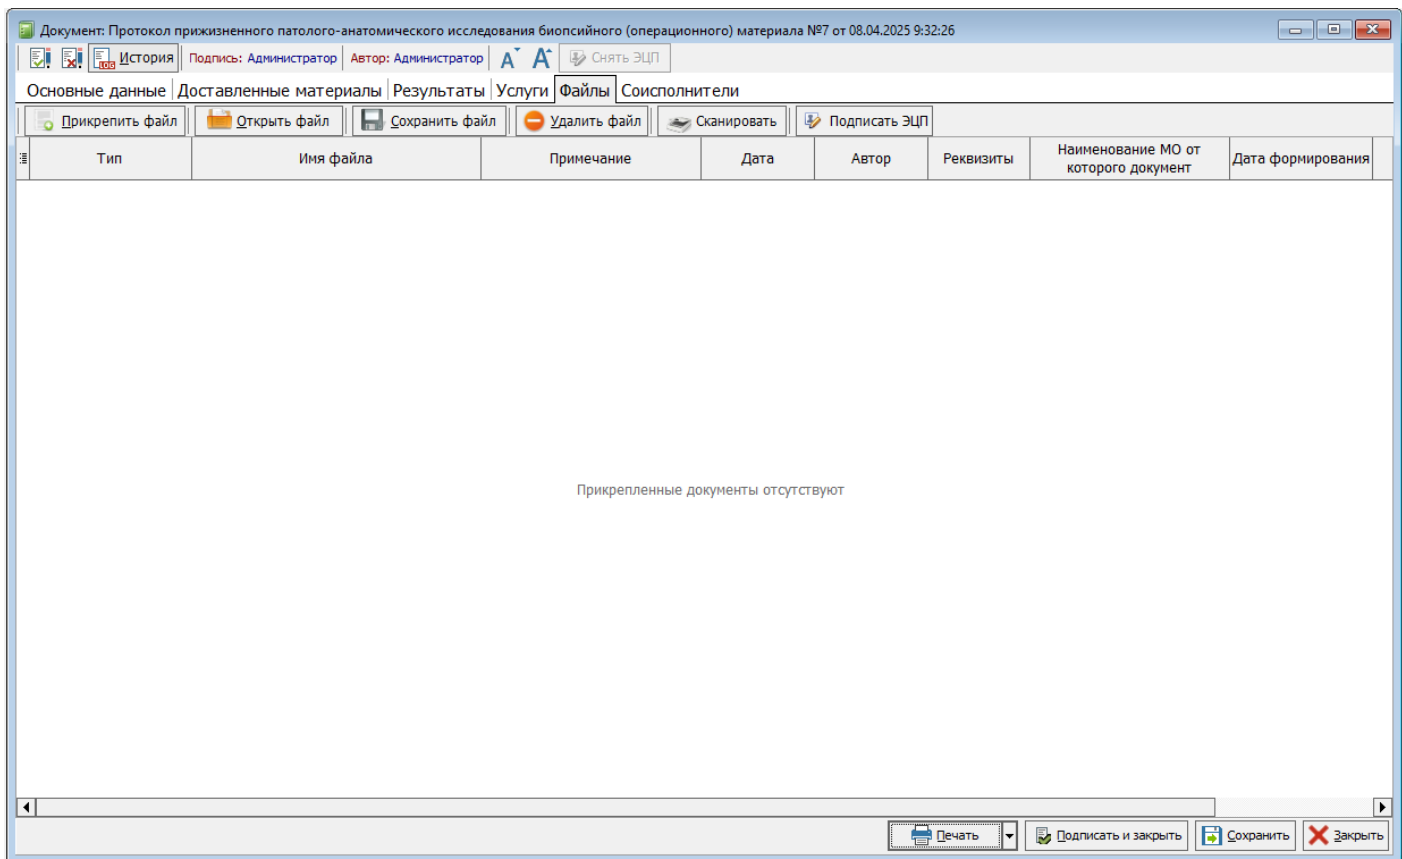 Документ: Протокол прижизненного патолого-анатомического исследования биопсийного (операционного) материала №7 от 08.04.2025 9:32:26
LOG История Подпись: Администратор Автор: Администратор A A Снять ЭЦП
Основные данные Доставленные материалы Результаты Услуги Файлы Соисполнители
Прикрепить файл Открыть файл Сохранить файл Удалить файл Сканировать Подписать ЭЦП
Тип Имя файла Примечание Дата Автор Реквизиты Наименование МО от которого документ Дата формирования
Прикрепленные документы отсутствуют
Печать Подписать и закрыть Сохранить Закрыть